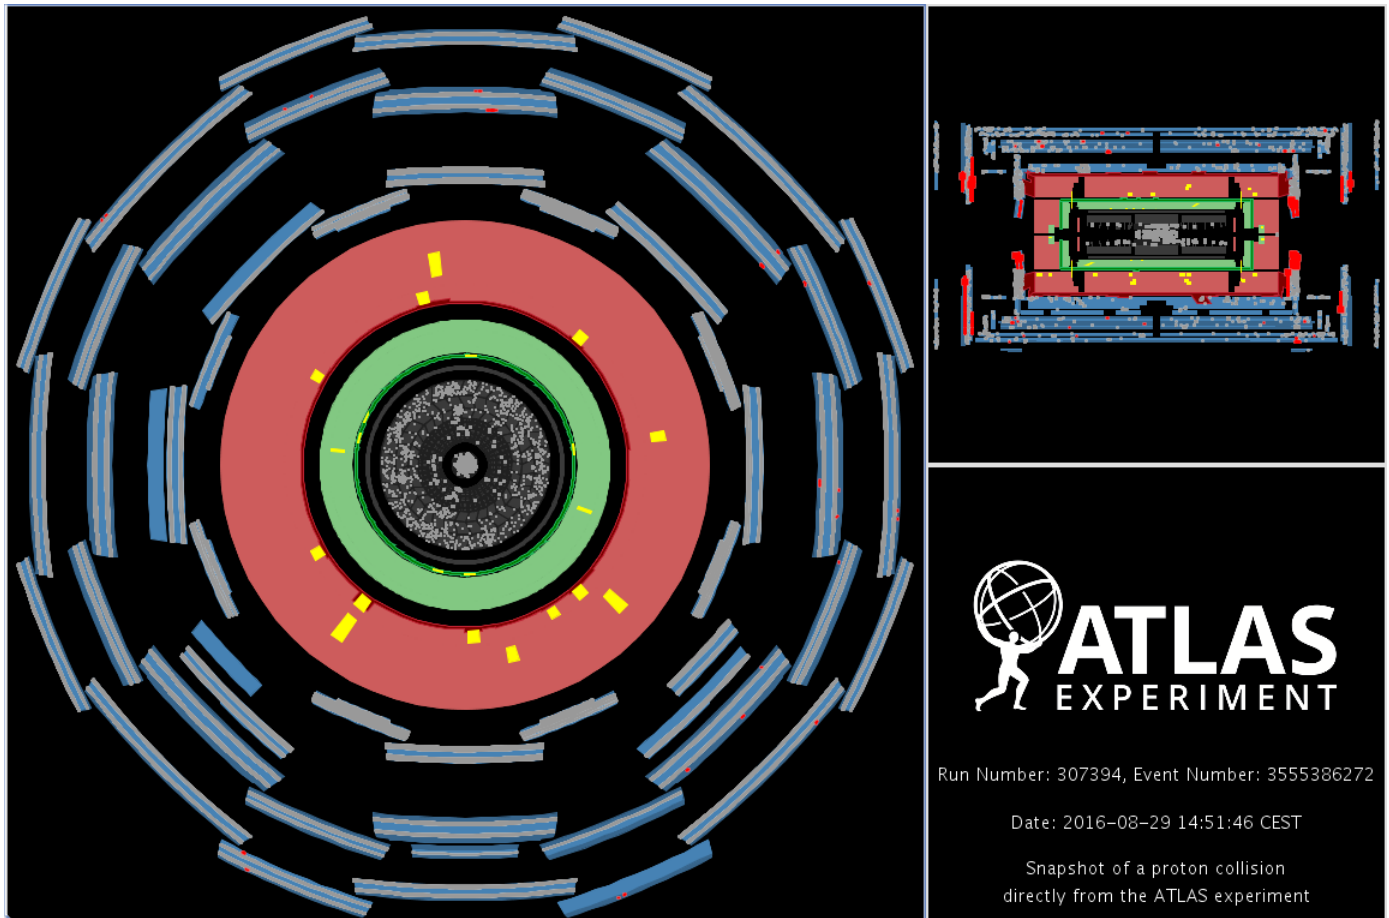 ATLAS
EXPERIMENT
Run Number: 307394, Event Number: 3555386272
Date: 2016-08-29 14:51:46 CEST
Snapshot of a proton collision
directly from the ATLAS experiment